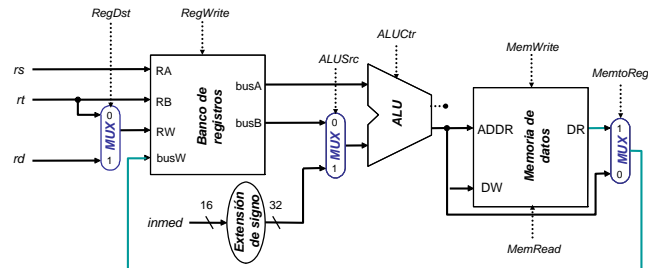 RegDst
RegWrite
ALUCtr
MemWrite
ALUSrc
MemtoReg
rs
RA
rt
RB
busA
0
MUX
1
RW
Banco de
registros
busB
0
MUX
1
ALU
ADDR
Memoria de
datos
DR
1
MUX
0
rd
busW
DW
inmed
16
Extensión
de signo
32
MemRead